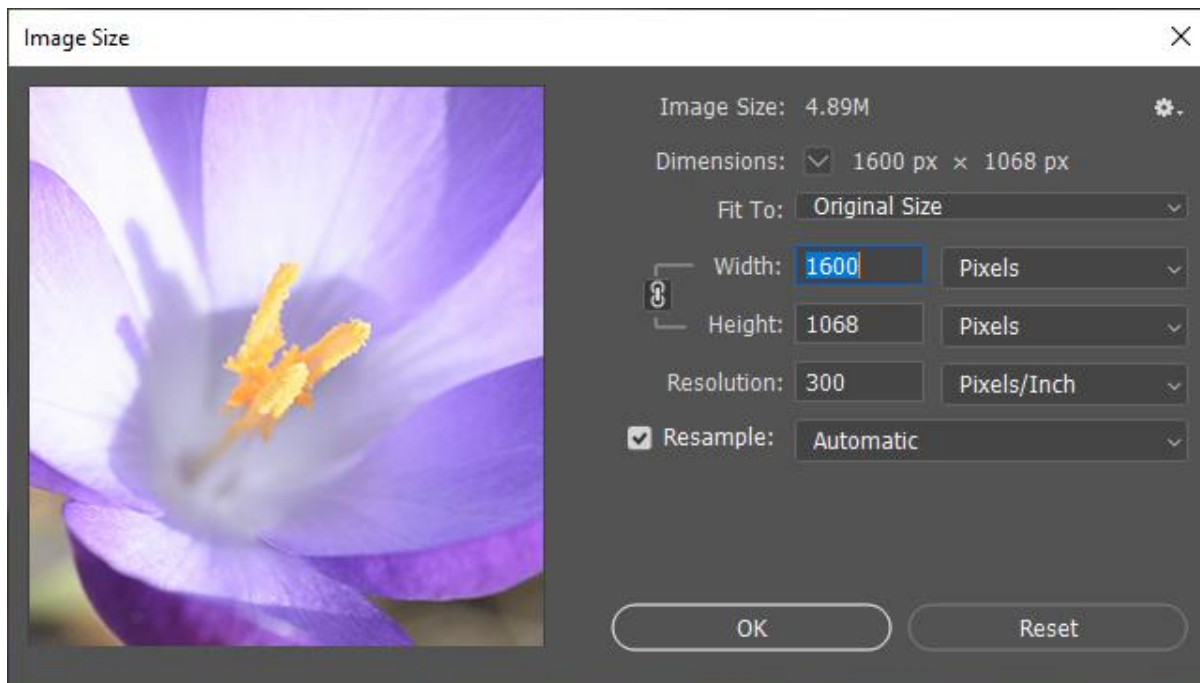 Image Size
Image Size: 4.89M
Dimensions: 1600 px × 1068 px
Fit To: Original Size
Width: 1600 Pixels
Height: 1068 Pixels
Resolution: 300 Pixels/Inch
Resample: Automatic
OK Reset